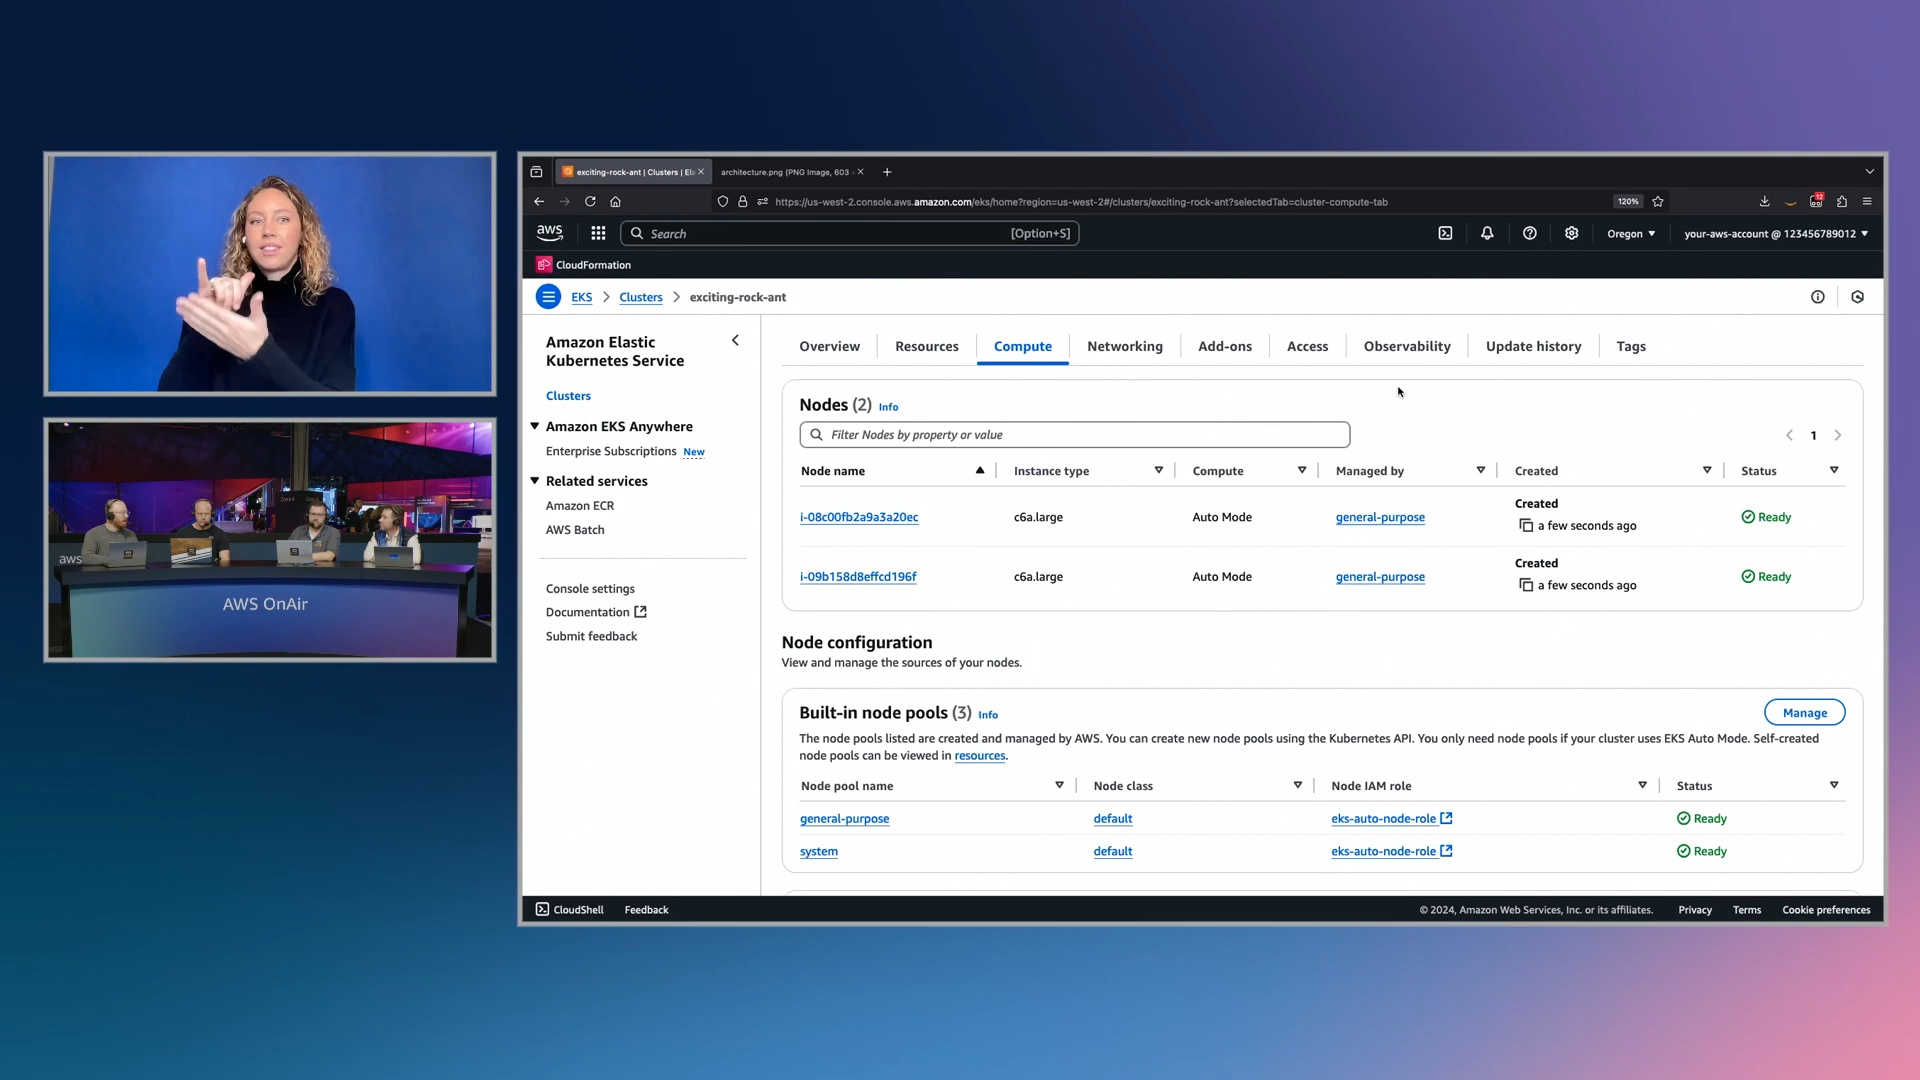 AWS OnAir
aws
exciting-rock-ant | Clusters | Ela
architecture.png (PNG Image, 603
https://us-west-2.console.aws.amazon.com/eks/home?region=us-west-2#/clusters/exciting-rock-ant?selectedTab=cluster-compute-tab
120%
12
aws
Search
[Option+S]
Oregon
your-aws-account @ 123456789012
CloudFormation
EKS
Clusters
exciting-rock-ant
Amazon Elastic
Kubernetes Service
Clusters
Amazon EKS Anywhere
Enterprise Subscriptions New
Related services
Amazon ECR
AWS Batch
Console settings
Documentation
Submit feedback
Overview
Resources
Compute
Networking
Add-ons
Access
Observability
Update history
Tags
Nodes (2) Info
Filter Nodes by property or value
1
Node name
Instance type
Compute
Managed by
Created
Status
i-08c00fb2a9a3a20ec
c6a.large
Auto Mode
general-purpose
Created
a few seconds ago
Ready
i-09b158d8effcd196f
c6a.large
Auto Mode
general-purpose
Created
a few seconds ago
Ready
Node configuration
View and manage the sources of your nodes.
Built-in node pools (3) Info
Manage
The node pools listed are created and managed by AWS. You can create new node pools using the Kubernetes API. You only need node pools if your cluster uses EKS Auto Mode. Self-created
node pools can be viewed in resources.
Node pool name
Node class
Node IAM role
Status
general-purpose
default
eks-auto-node-role
Ready
system
default
eks-auto-node-role
Ready
CloudShell
Feedback
© 2024, Amazon Web Services, Inc. or its affiliates.
Privacy
Terms
Cookie preferences